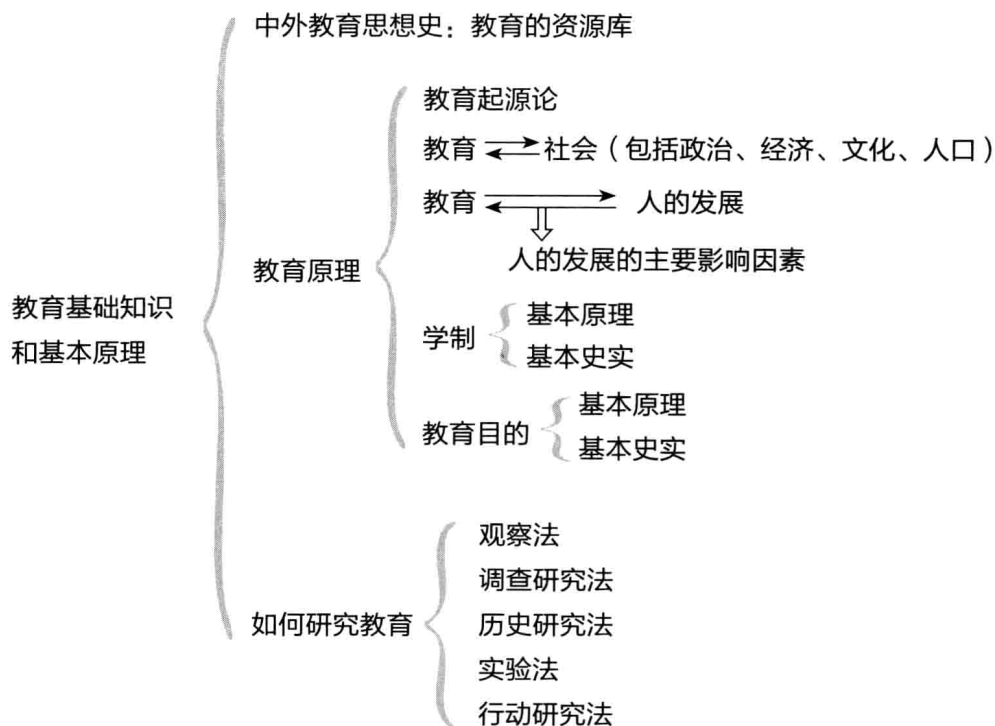 中外教育思想史：教育的资源库
教育起源论
教育 社会（包括政治、经济、文化、人口）
教育 人的发展
人的发展的主要影响因素
教育原理
教育基础知识
和基本原理
学制
基本原理
基本史实
教育目的
基本原理
基本史实
如何研究教育
观察法
调查研究法
历史研究法
实验法
行动研究法